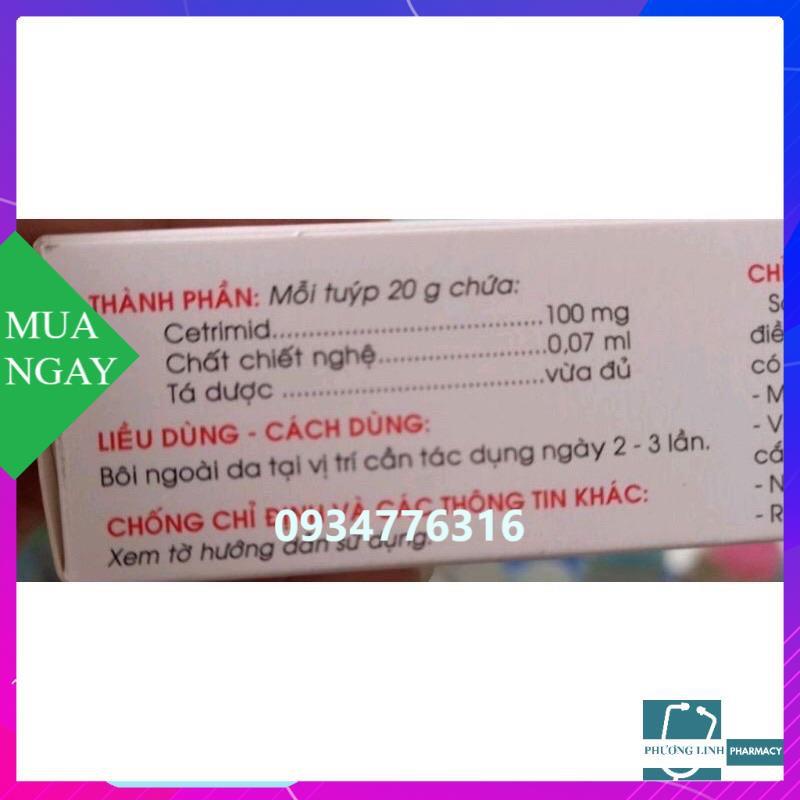 THÀNH PHẦN: Mỗi tuýp 20 g chứa:
Cetrimid....................................100 mg
Chất chiết nghệ......................0,07 ml
Tá dược ..................................vừa đủ
LIỀU DÙNG - CÁCH DÙNG:
Bôi ngoài da tại vị trí cần tác dụng ngày 2 - 3 lần.
CHỐNG CHỈ ĐỊNH VÀ CÁC THÔNG TIN KHÁC:
Xem tờ hướng dẫn sử dụng.
0934776316
điề
có
- M
- V
- N
- R
MUA
NGAY
PHƯƠNG LINH PHARMACY